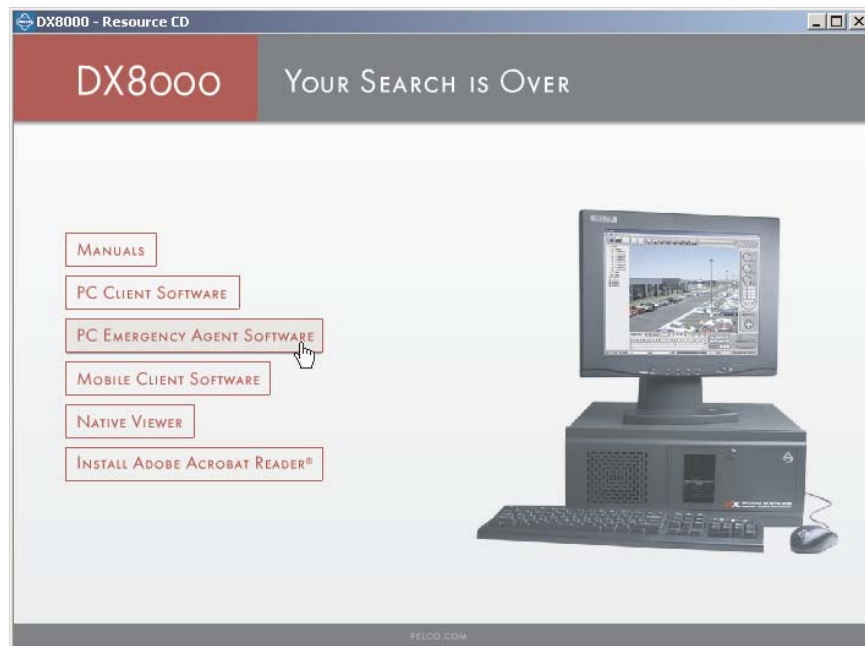 DX8000 - Resource CD
DX8000
YOUR SEARCH IS OVER
MANUALS
PC CLIENT SOFTWARE
PC EMERGENCY AGENT SOFTWARE
MOBILE CLIENT SOFTWARE
NATIVE VIEWER
INSTALL ADOBE ACROBAT READER®
PELCO.COM